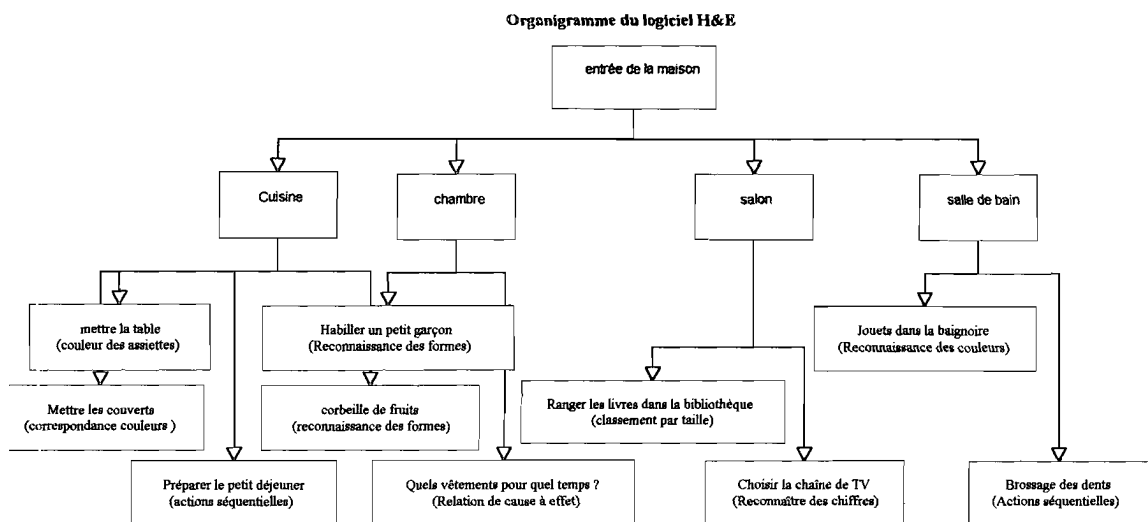 Organigramme du logiciel H&E
entrée de la maison
Cuisine
chambre
salon
salle de bain
mettre la table
(couleur des assiettes)
Habiller un petit garçon
(Reconnaissance des formes)
Jouets dans la baignoire
(Reconnaissance des couleurs)
Mettre les couverts
(correspondance couleurs )
corbeille de fruits
(reconnaissance des formes)
Ranger les livres dans la bibliothèque
(classement par taille)
Préparer le petit déjeuner
(actions séquentielles)
Quels vêtements pour quel temps ?
(Relation de cause à effet)
Choisir la chaîne de TV
(Reconnaître des chiffres)
Brossage des dents
(Actions séquentielles)